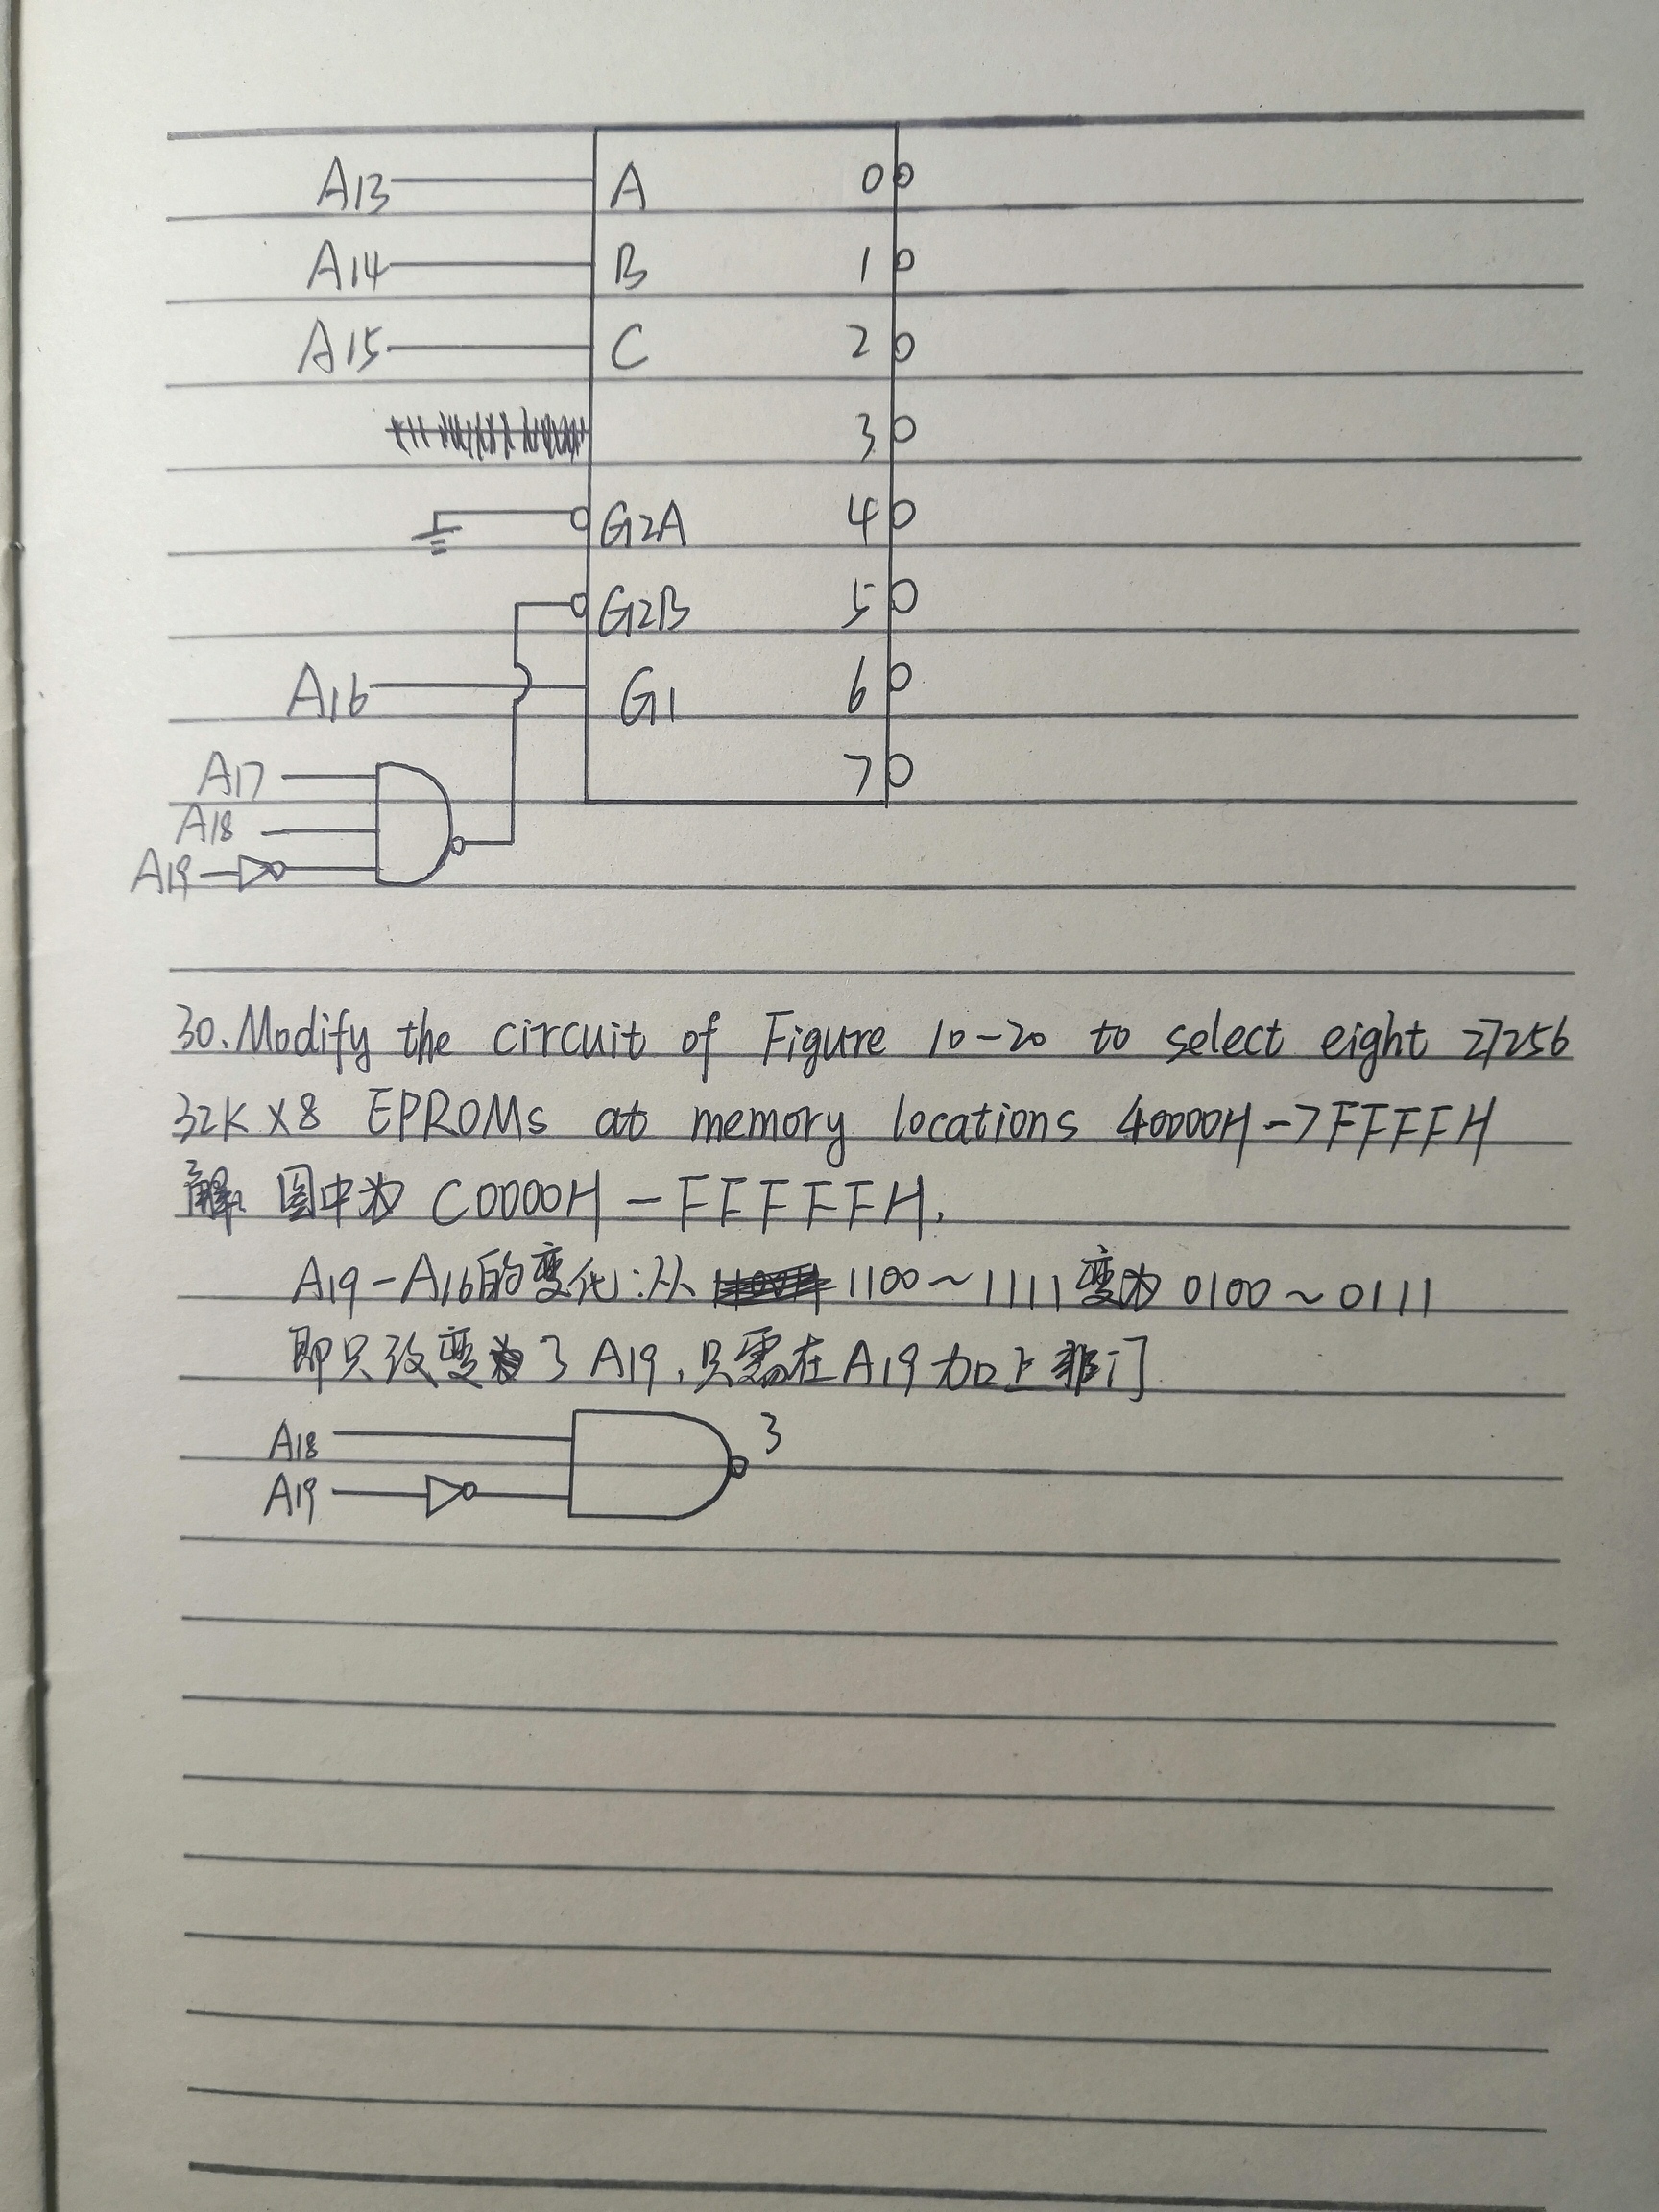 A13 A 0
A14 B 1
A15 C 2
3
G2A 4
G2B 5
A16 G1 6
A17 7
A18
A19
30. Modify the circuit of Figure 10-20 to select eight 27256
32K X8 EPROMs at memory locations 40000H-7FFFFH
解: 图中为 C0000H-FFFFFH,
A19-A16的变化:从 1100~1111变为 0100~0111
即只改变了 A19,只需在A19加上非门
A18 3
A19